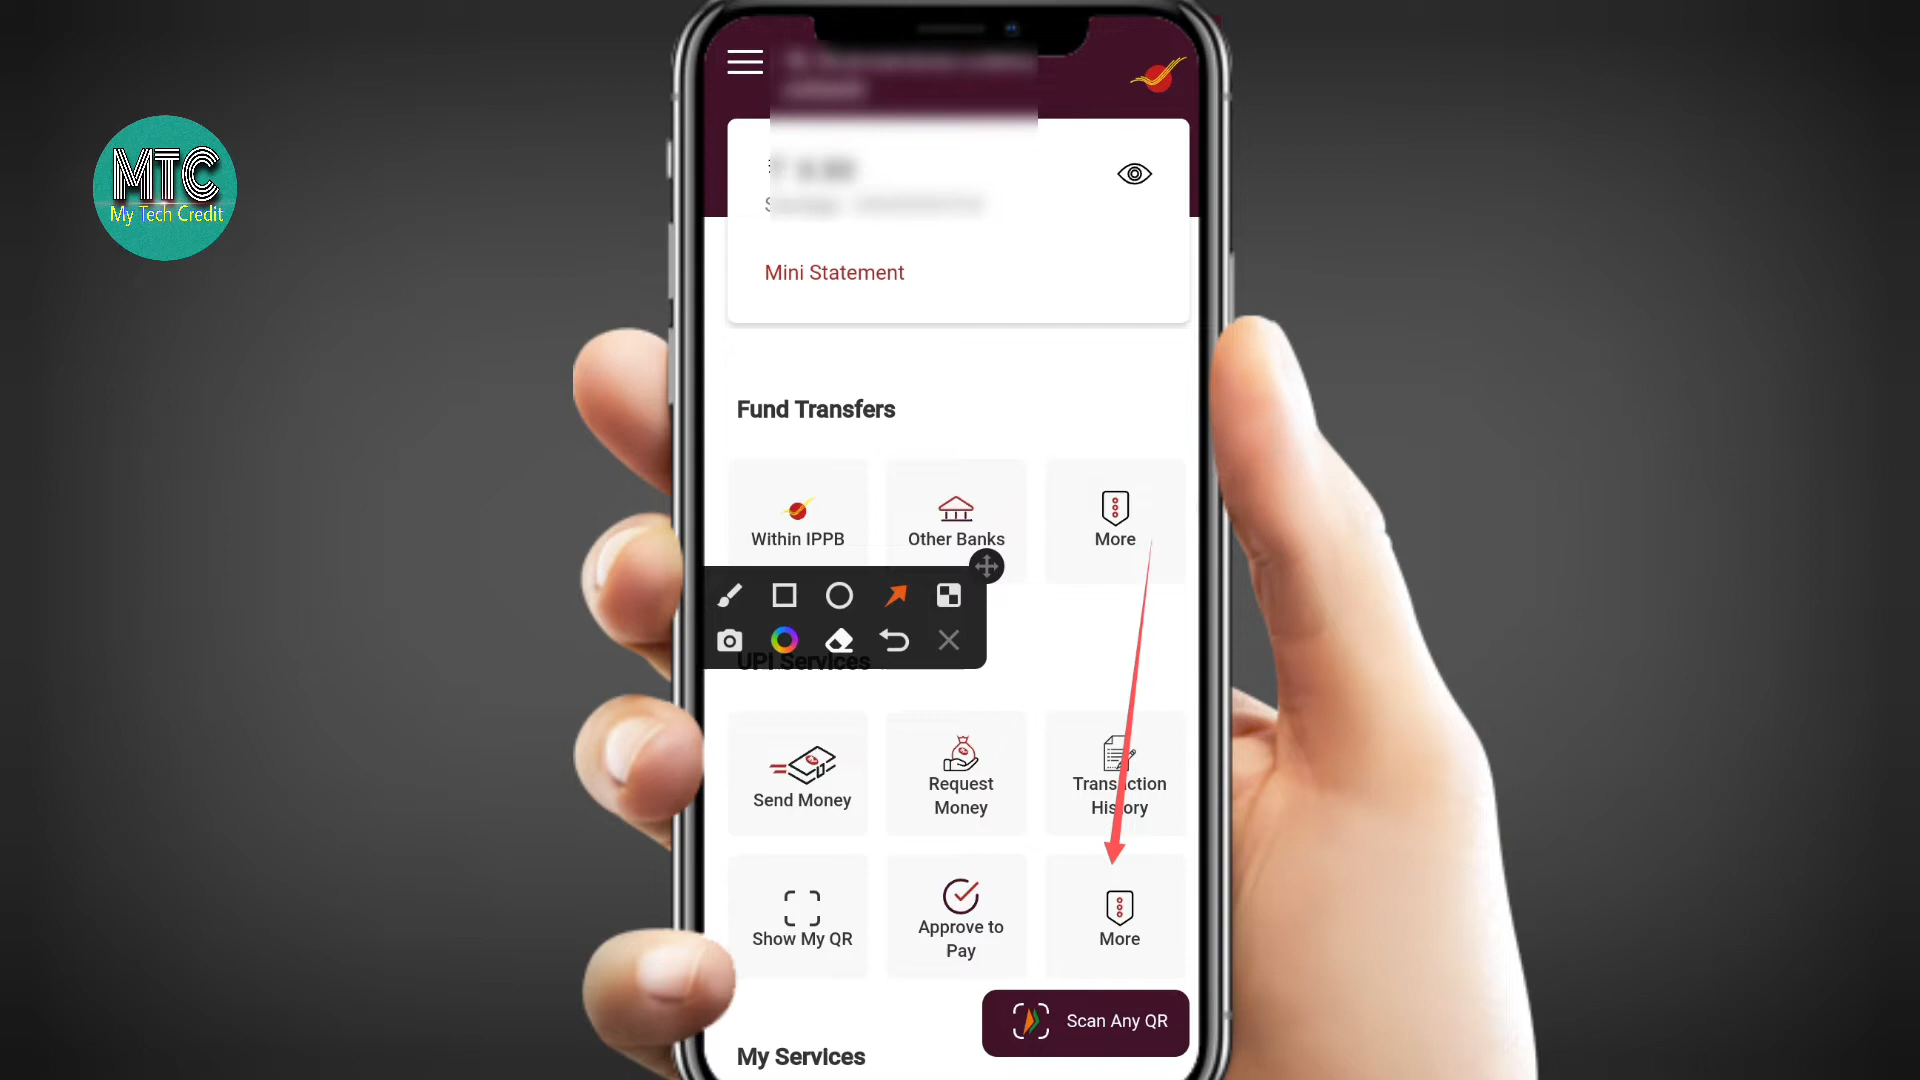 MTC
My Tech Credit
Mini Statement
Fund Transfers
Within IPPB
Other Banks
More
UPI Services
Send Money
Request
Money
Transaction
History
Show My QR
Approve to
Pay
More
Scan Any QR
My Services